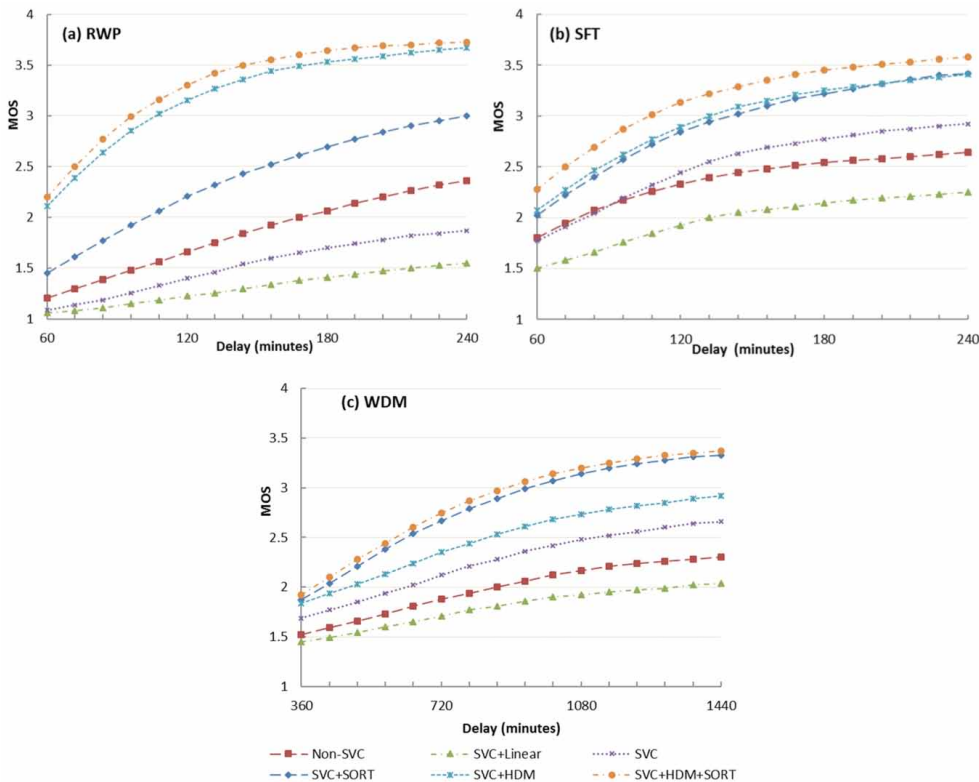 (a) RWP
4
3.5
3
2.5
2
1.5
1
MOS
60 120 180 240
Delay (minutes)
(b) SFT
4
3.5
3
2.5
2
1.5
1
MOS
60 120 180 240
Delay (minutes)
(c) WDM
4
3.5
3
2.5
2
1.5
1
MOS
360 720 1080 1440
Delay (minutes)
Non-SVC SVC+Linear SVC
SVC+SORT SVC+HDM SVC+HDM+SORT